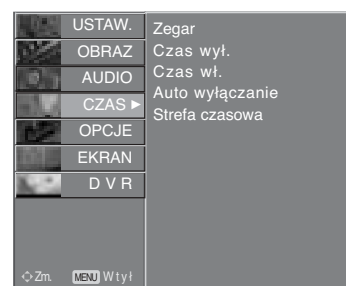 USTAW.
OBRAZ
AUDIO
CZAS ►
OPCJE
EKRAN
D V R
Zegar
Czas wył.
Czas wł.
Auto wyłączanie
Strefa czasowa
Zm. MENU Wtył